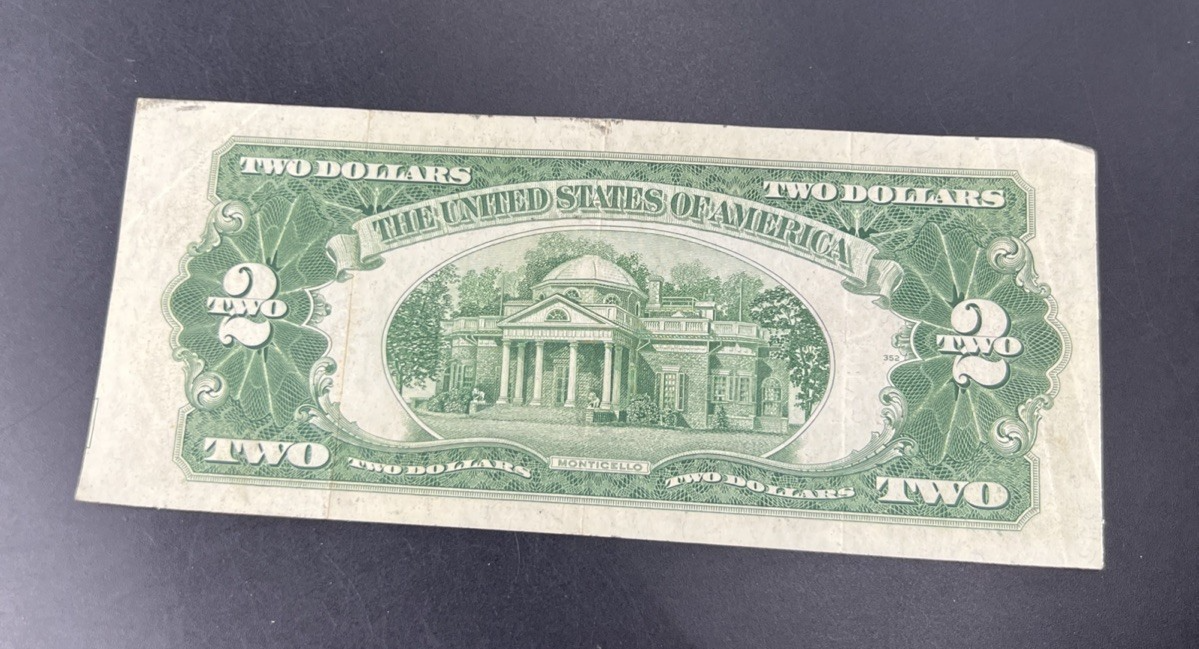 TWO DOLLARS
TWO DOLLARS
THE UNITED STATES OF AMERICA
2
TWO
2
TWO
352
TWO
TWO DOLLARS
MONTICELLO
TWO DOLLARS
TWO